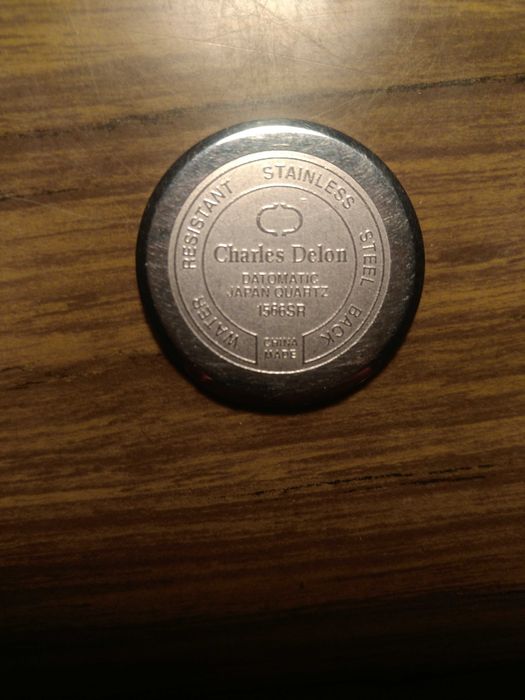 WATER RESISTANT STAINLESS STEEL BACK
Charles Delon
DATOMATIC
JAPAN QUARTZ
1566SR
CHINA
MADE